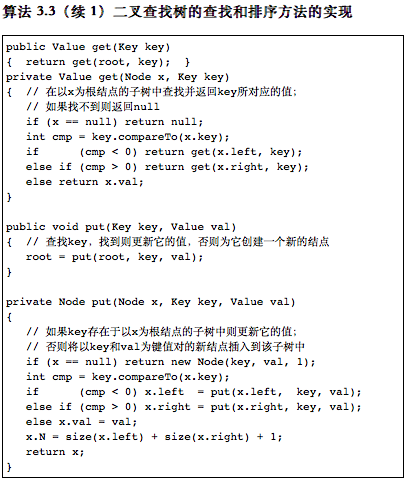 算法 3.3（续 1）二叉查找树的查找和排序方法的实现
public Value get(Key key)
{  return get(root, key);  }
private Value get(Node x, Key key)
{  // 在以x为根结点的子树中查找并返回key所对应的值；
   // 如果找不到则返回null
   if (x == null) return null;
   int cmp = key.compareTo(x.key);
   if      (cmp < 0) return get(x.left, key);
   else if (cmp > 0) return get(x.right, key);
   else return x.val;
}
public void put(Key key, Value val)
{  // 查找key，找到则更新它的值，否则为它创建一个新的结点
   root = put(root, key, val);
}
private Node put(Node x, Key key, Value val)
{
   // 如果key存在于以x为根结点的子树中则更新它的值；
   // 否则将以key和val为键值对的新结点插入到该子树中
   if (x == null) return new Node(key, val, 1);
   int cmp = key.compareTo(x.key);
   if      (cmp < 0) x.left  = put(x.left,  key, val);
   else if (cmp > 0) x.right = put(x.right, key, val);
   else x.val = val;
   x.N = size(x.left) + size(x.right) + 1;
   return x;
}